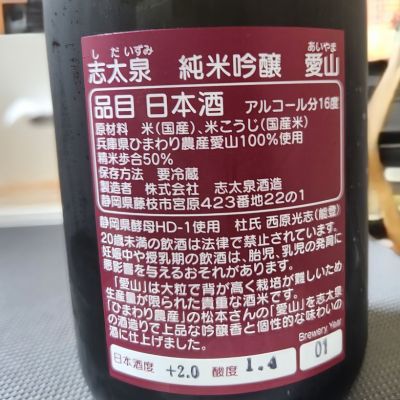 しだいずみ あいやま
志太泉 純米吟醸 愛山
品目 日本酒 アルコール分16度
原材料 米(国産)、米こうじ(国産米)
兵庫県ひまわり農産愛山100%使用
精米歩合50%
保存方法 要冷蔵
製造者 株式会社 志太泉酒造
静岡県藤枝市宮原423番地22の1
静岡県酵母HD-1使用 杜氏 西原光志(能登)
20歳未満の飲酒は法律で禁止されています。
妊娠中や授乳期の飲酒は、胎児、乳児の発育に
悪影響を与えるおそれがあります。
「愛山」は大粒で背が高く栽培が難しいため
生産量が限られた貴重な酒米です。
「ひまわり農産」の松本さんの「愛山」を志太泉
の酒造りで上品な吟醸香と個性的な味わいの
酒に仕上げました。
Brewery Year
日本酒度 +2.0 酸度 1.4 01